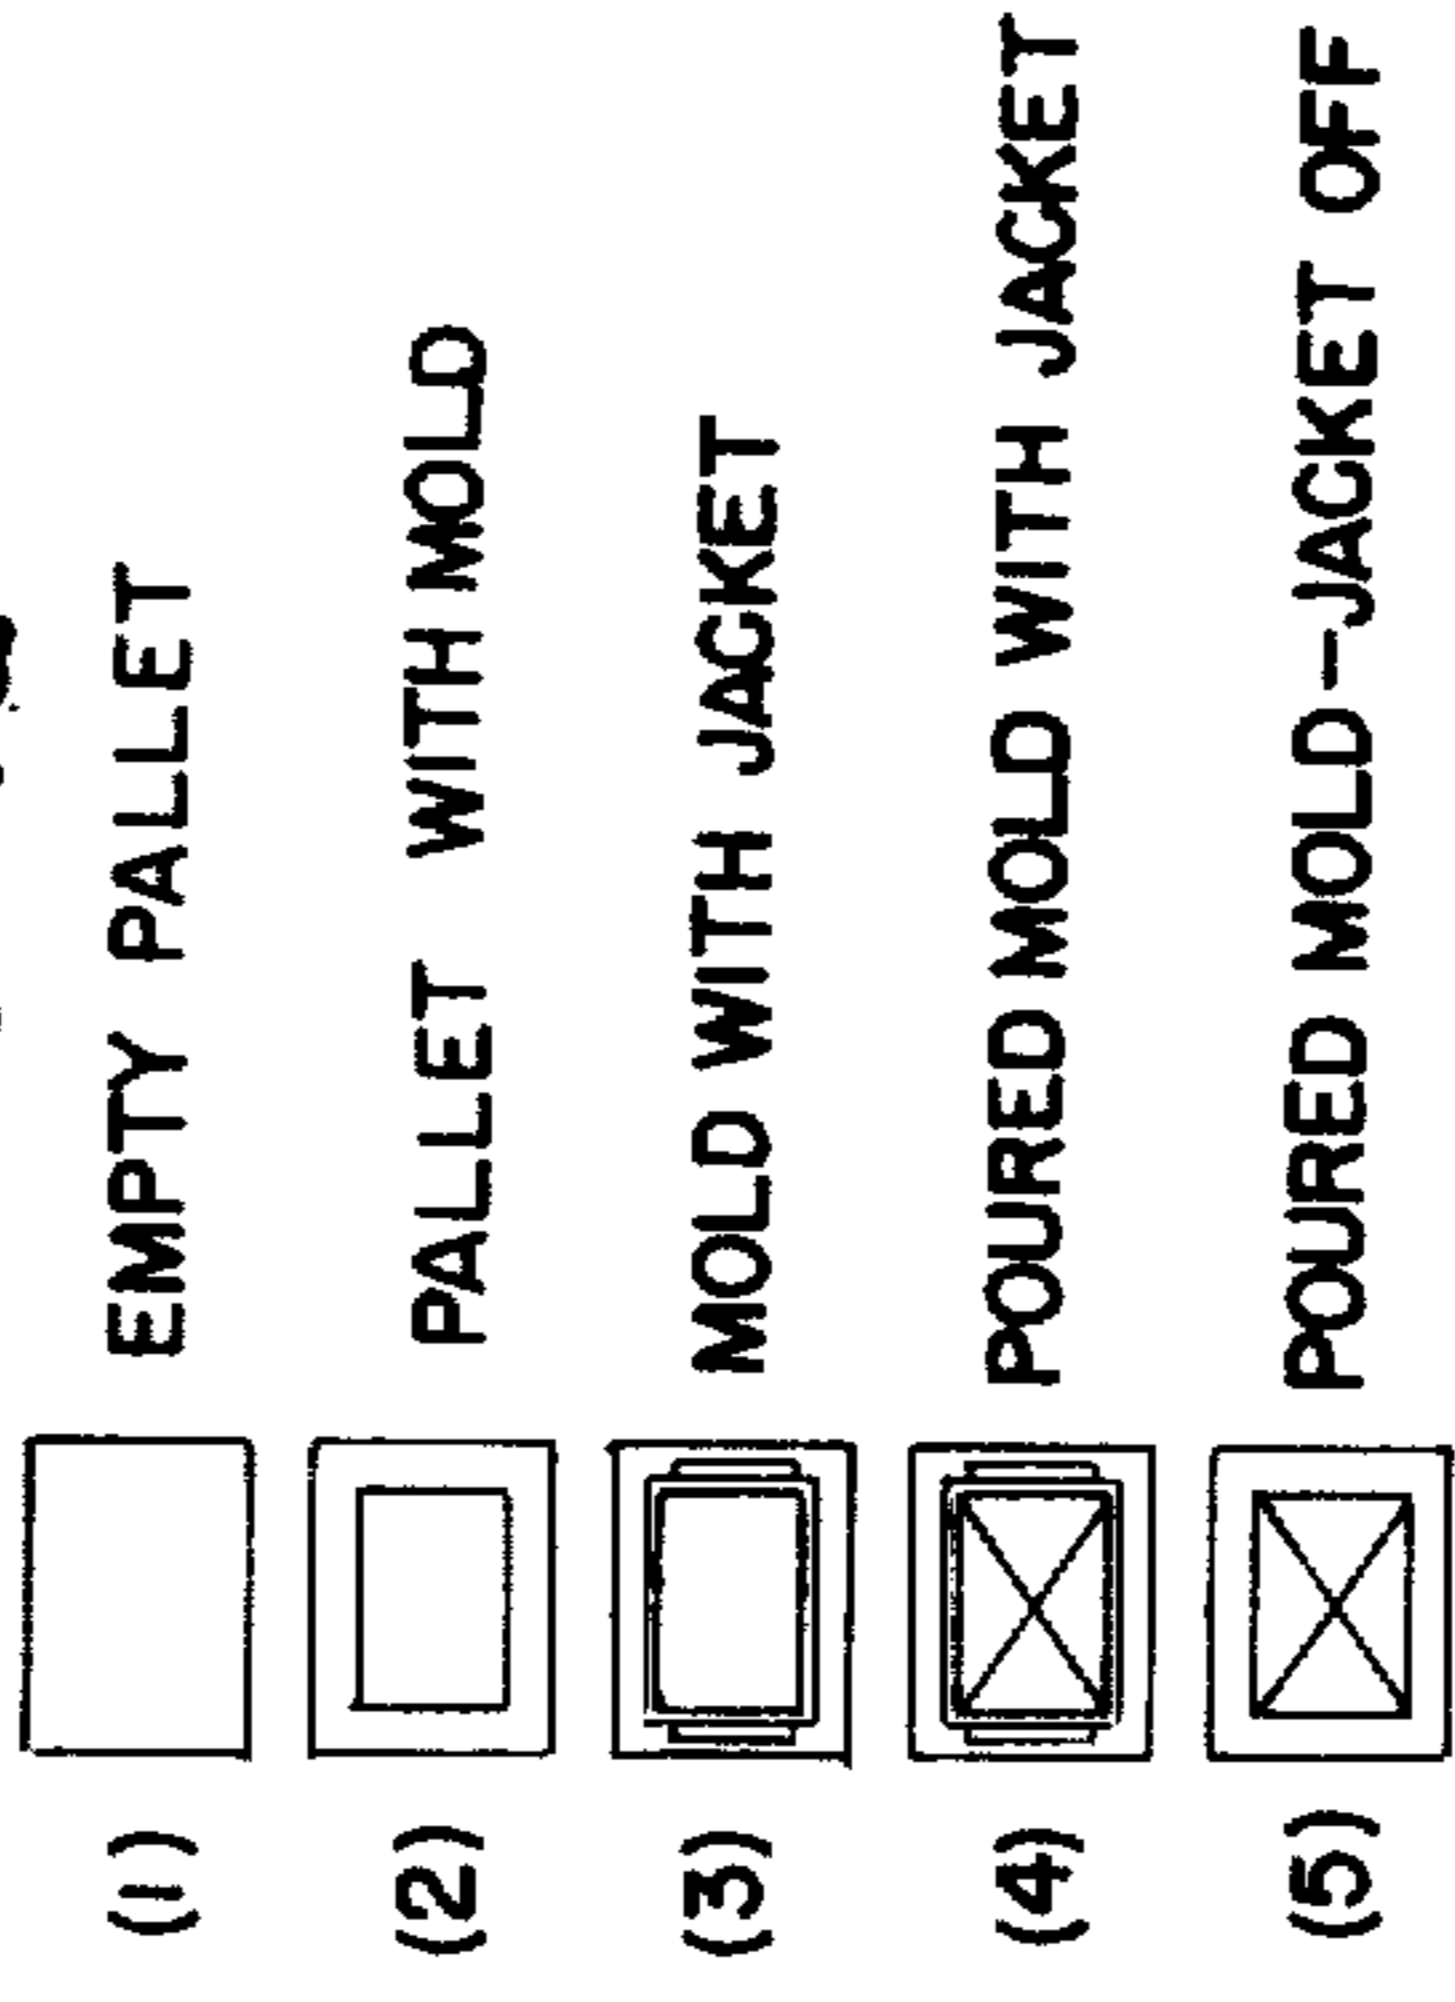 (1) EMPTY PALLET
(2) PALLET WITH MOLD
(3) MOLD WITH JACKET
(4) POURED MOLD WITH JACKET
(5) POURED MOLD-JACKET OFF